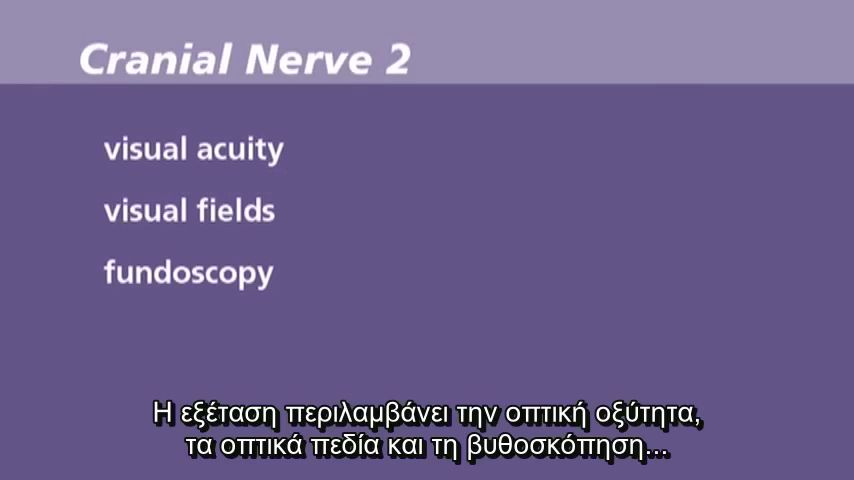 Cranial Nerve 2
visual acuity
visual fields
fundoscopy
Η εξέταση περιλαμβάνει την οπτική οξύτητα,
τα οπτικά πεδία και τη βυθοσκόπηση...